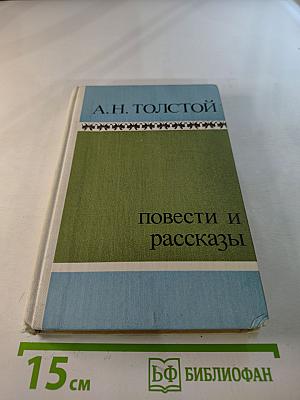 А.Н.ТОЛСТОЙ
повести и
рассказы
15 см
БФ БИБЛИОФАН